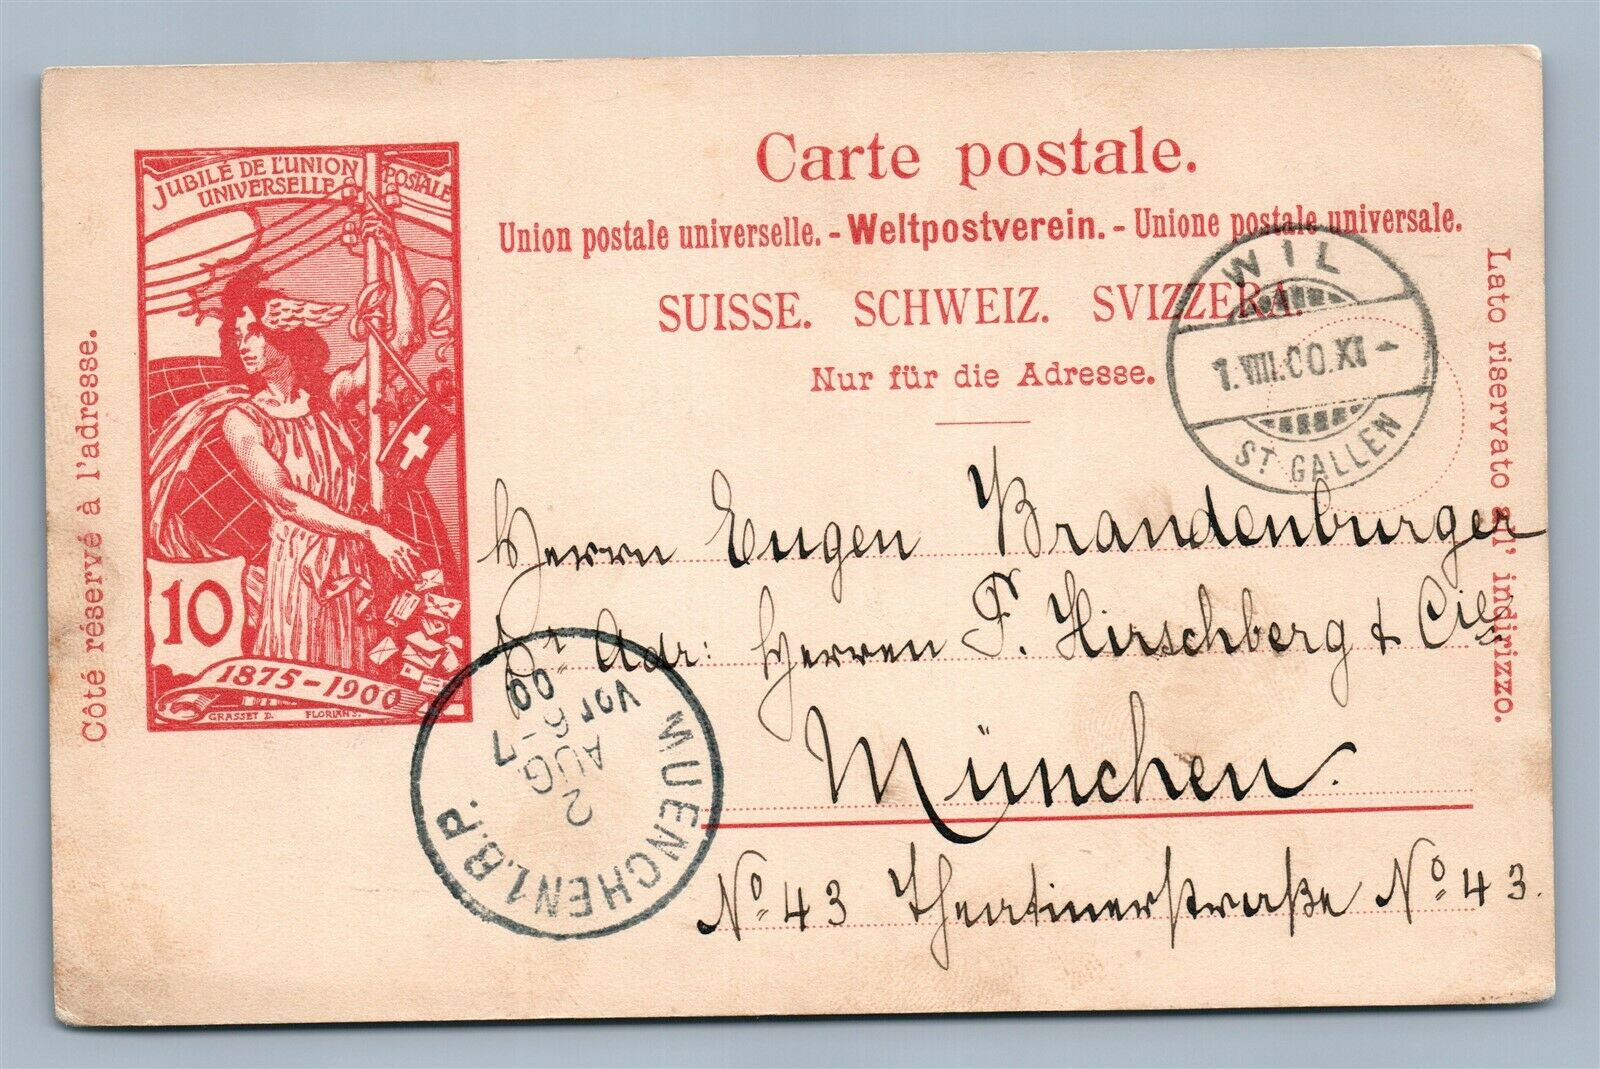 Carte postale.
Union postale universelle. - Weltpostverein. - Unione postale universale.
SUISSE. SCHWEIZ. SVIZZERA.
Nur für die Adresse.
Côté réservé à l'adresse.
Lato riservato all' indirizzo.
JUBILÉ DE L'UNION POSTALE
UNIVERSELLE
10
1875-1900
GRASSET D. FLORIAN S.
WIL
1.VIII.00.XI-
ST. GALLEN
Herrn Eugen Brandenburger
Adr: Herren F. Hirschberg & Cie
München.
No 43 Theatinerstraße No 43.
MUENCHEN 1.B.P.
2
AUG
6-7
Vor
00